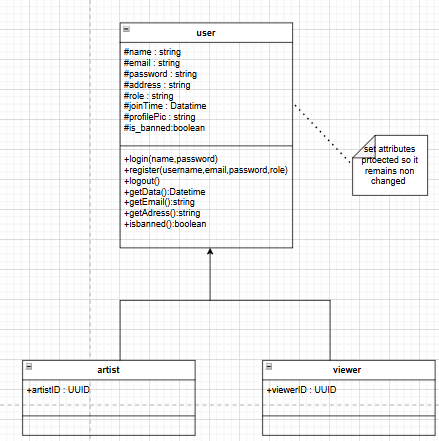 user
#name : string
#email : string
#password : string
#address : string
#role : string
#joinTime : Datatime
#profilePic : string
#is_banned:boolean
+login(name,password)
+register(username,email,password,role)
+logout()
+getData():Datetime
+getEmail():string
+getAdress():string
+isbanned():boolean
set attributes
prtoected so it
remains non
changed
artist
+artistID : UUID
viewer
+viewerID : UUID